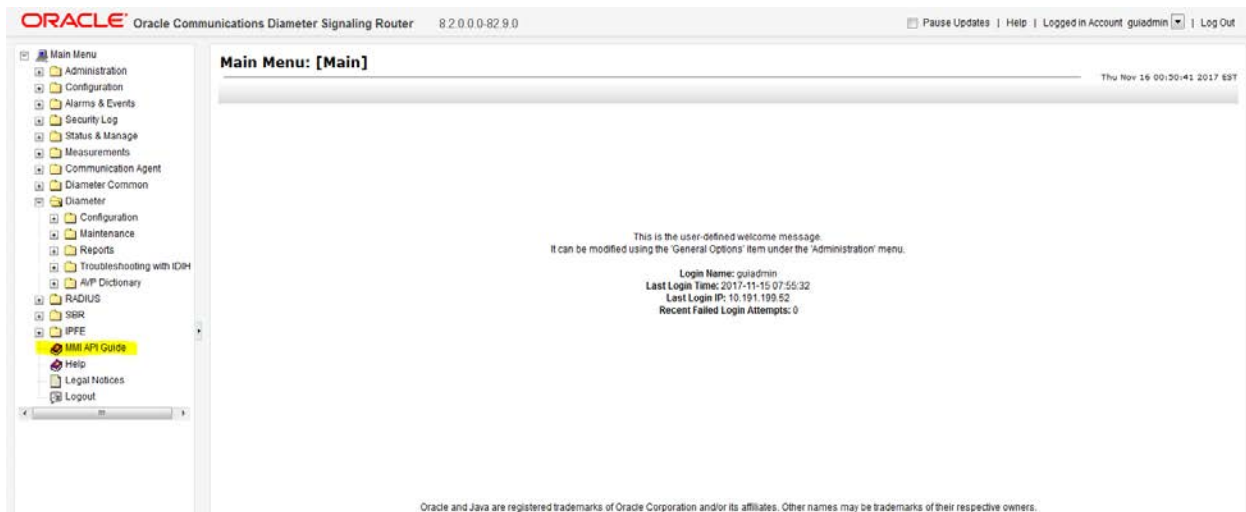 ORACLE® Oracle Communications Diameter Signaling Router 8.2.0.0.0-82.9.0
Pause Updates | Help | Logged in Account guiadmin | Log Out
Main Menu
Administration
Configuration
Alarms & Events
Security Log
Status & Manage
Measurements
Communication Agent
Diameter Common
Diameter
Configuration
Maintenance
Reports
Troubleshooting with IDIH
AVP Dictionary
RADIUS
SBR
IPFE
MMI API Guide
Help
Legal Notices
Logout
Main Menu: [Main]
Thu Nov 16 00:50:41 2017 EST
This is the user-defined welcome message.
It can be modified using the 'General Options' item under the 'Administration' menu.
Login Name: guiadmin
Last Login Time: 2017-11-15 07:55:32
Last Login IP: 10.191.199.52
Recent Failed Login Attempts: 0
Oracle and Java are registered trademarks of Oracle Corporation and/or its affiliates. Other names may be trademarks of their respective owners.